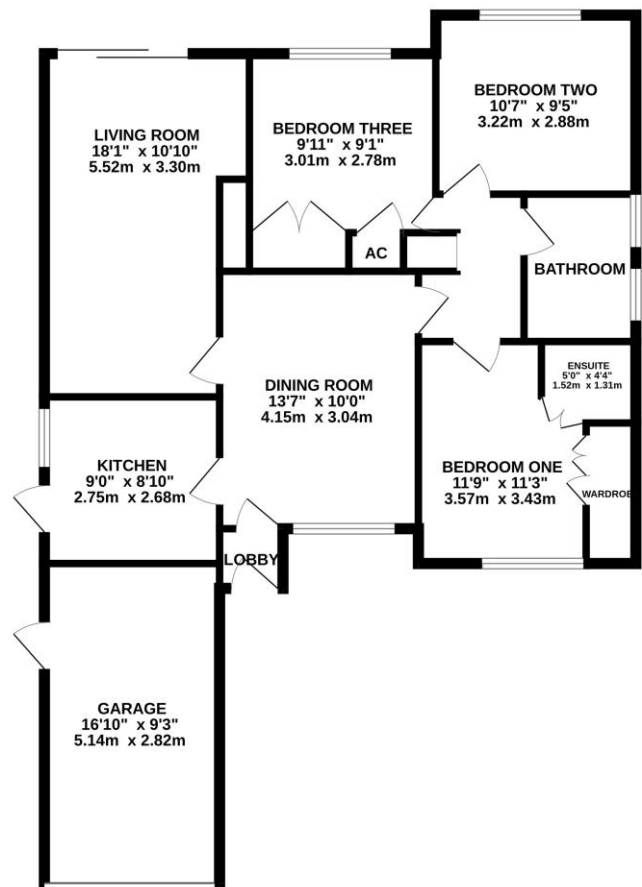 BEDROOM TWO
10'7" x 9'5"
3.22m x 2.88m
LIVING ROOM
18'1" x 10'10"
5.52m x 3.30m
BEDROOM THREE
9'11" x 9'1"
3.01m x 2.78m
AC
BATHROOM
ENSUITE
5'0" x 4'4"
1.52m x 1.31m
DINING ROOM
13'7" x 10'0"
4.15m x 3.04m
KITCHEN
9'0" x 8'10"
2.75m x 2.68m
BEDROOM ONE
11'9" x 11'3"
3.57m x 3.43m
WARDROBE
LOBBY
GARAGE
16'10" x 9'3"
5.14m x 2.82m